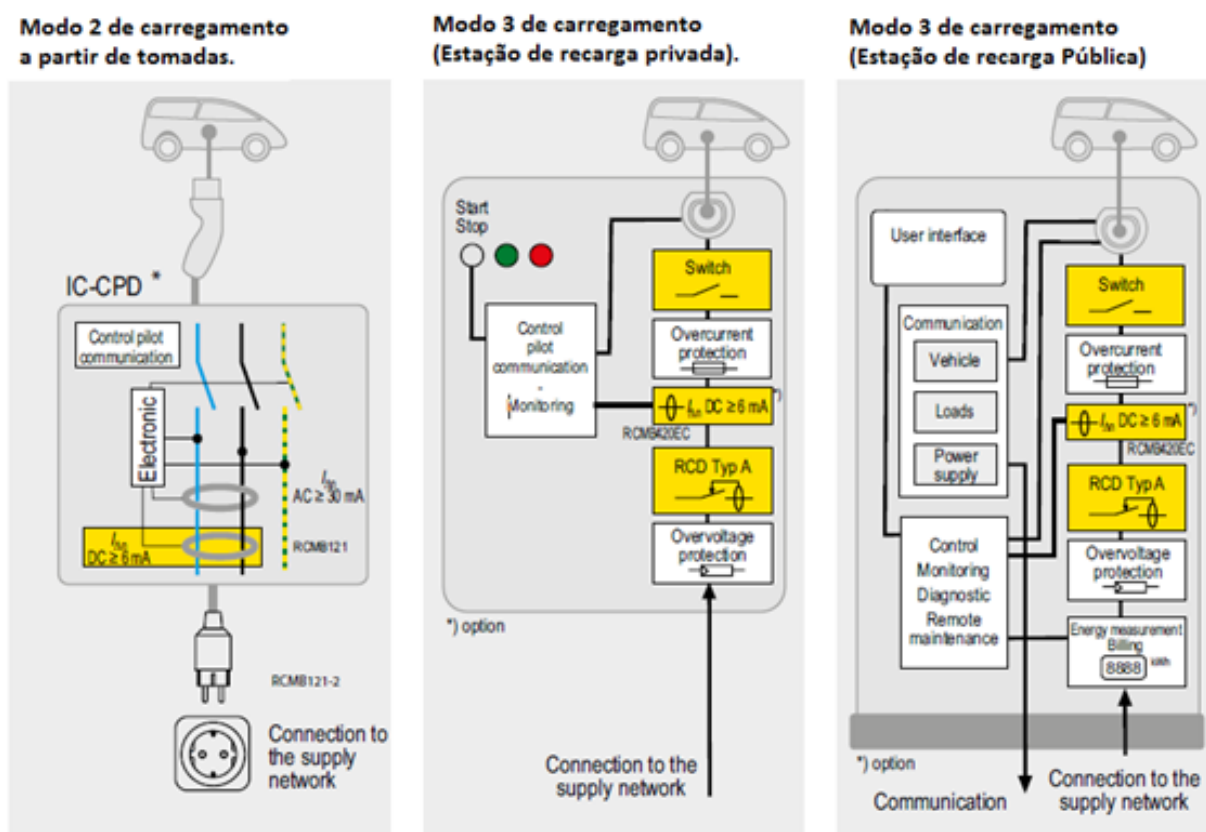 Modo 2 de carregamento
a partir de tomadas.
IC-CPD *
Control pilot
communication
Electronic
AC ≥ 30 mA
DC ≥ 6 mA
RCMB121
RCMB121-2
Connection to
the supply
network
Modo 3 de carregamento
(Estação de recarga privada).
Start
Stop
Control
pilot
communication
-
Monitoring
Switch
Overcurrent
protection
DC ≥ 6 mA
*)
RCMB420EC
RCD Typ A
Overvoltage
protection
*) option
Connection to the
supply network
Modo 3 de carregamento
(Estação de recarga Pública)
User interface
Communication
Vehicle
Loads
Power
supply
Control
Monitoring
Diagnostic
Remote
maintenance
Switch
Overcurrent
protection
DC ≥ 6 mA
*)
RCMB420EC
RCD Typ A
Overvoltage
protection
Energy measurement
Billing
8888 kWh
*) option
Communication
Connection to the
supply network